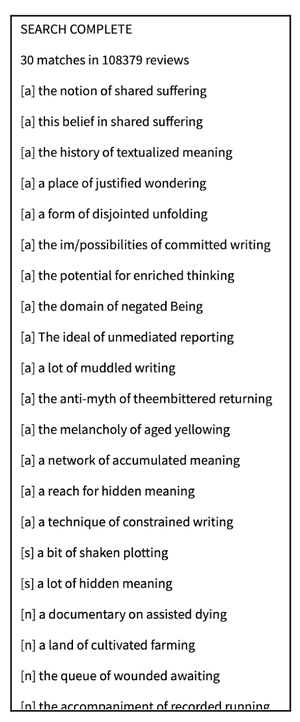 SEARCH COMPLETE
30 matches in 108379 reviews
[a] the notion of shared suffering
[a] this belief in shared suffering
[a] the history of textualized meaning
[a] a place of justified wondering
[a] a form of disjointed unfolding
[a] the im/possibilities of committed writing
[a] the potential for enriched thinking
[a] the domain of negated Being
[a] The ideal of unmediated reporting
[a] a lot of muddled writing
[a] the anti-myth of theembittered returning
[a] the melancholy of aged yellowing
[a] a network of accumulated meaning
[a] a reach for hidden meaning
[a] a technique of constrained writing
[s] a bit of shaken plotting
[s] a lot of hidden meaning
[n] a documentary on assisted dying
[n] a land of cultivated farming
[n] the queue of wounded awaiting
[n] the accompaniment of recorded running